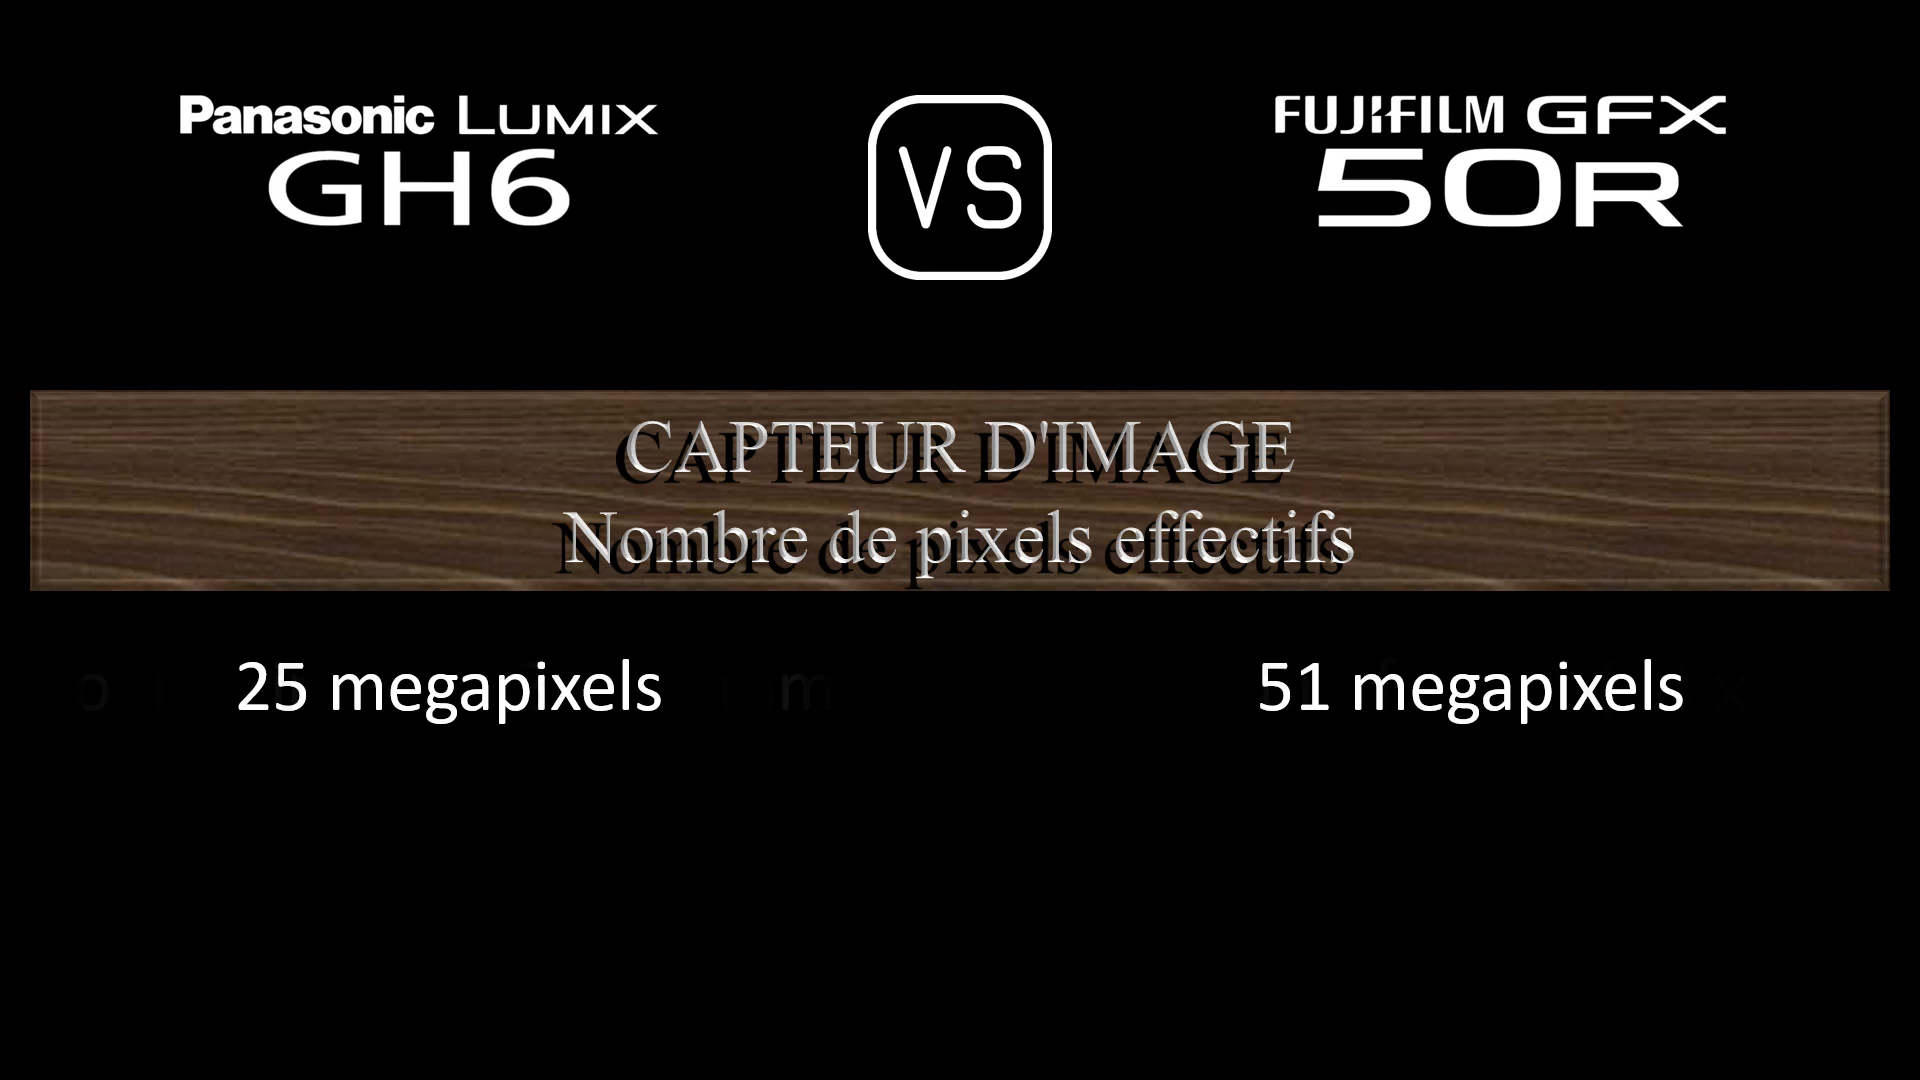 Panasonic LUMIX
GH6
VS
FUJIFILM GFX
50R
CAPTEUR D'IMAGE
Nombre de pixels effectifs
25 megapixels
51 megapixels